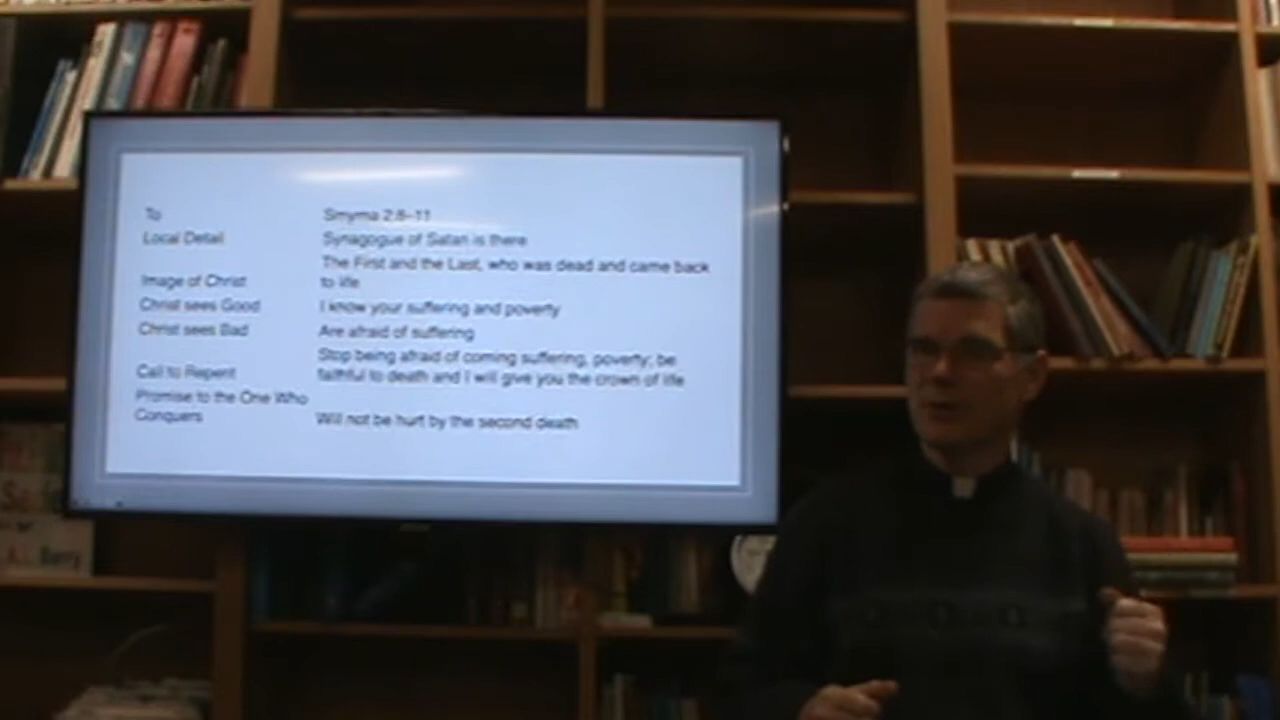 To Smyrna 2:8-11
Local Detail Synagogue of Satan is there
The First and the Last, who was dead and came back
Image of Christ to life
Christ sees Good I know your suffering and poverty
Christ sees Bad Are afraid of suffering
Stop being afraid of coming suffering, poverty; be
Call to Repent faithful to death and I will give you the crown of life
Promise to the One Who
Conquers Will not be hurt by the second death
Berry